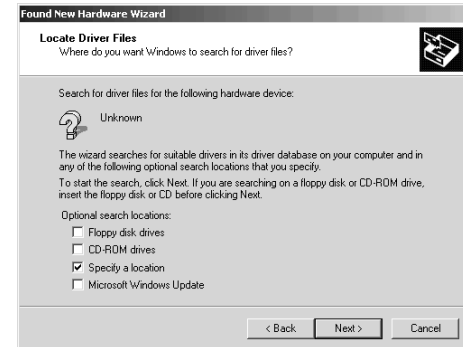 Found New Hardware Wizard
Locate Driver Files
Where do you want Windows to search for driver files?
Search for driver files for the following hardware device:
Unknown
The wizard searches for suitable drivers in its driver database on your computer and in
any of the following optional search locations that you specify.
To start the search, click Next. If you are searching on a floppy disk or CD-ROM drive,
insert the floppy disk or CD before clicking Next.
Optional search locations:
Floppy disk drives
CD-ROM drives
Specify a location
Microsoft Windows Update
< Back Next > Cancel